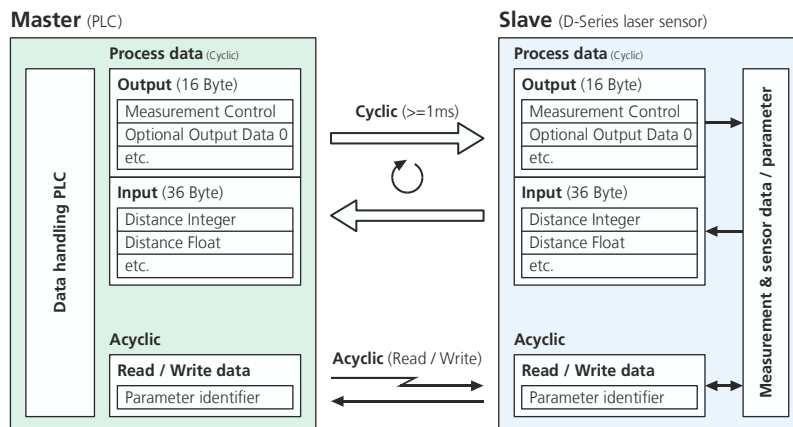 Master (PLC)
Process data (Cyclic)
Output (16 Byte)
Measurement Control
Optional Output Data 0
etc.
Input (36 Byte)
Distance Integer
Distance Float
etc.
Data handling PLC
Acyclic
Read / Write data
Parameter identifier
Cyclic (>=1ms)
Acyclic (Read / Write)
Slave (D-Series laser sensor)
Process data (Cyclic)
Output (16 Byte)
Measurement Control
Optional Output Data 0
etc.
Input (36 Byte)
Distance Integer
Distance Float
etc.
Acyclic
Read / Write data
Parameter identifier
Measurement & sensor data / parameter